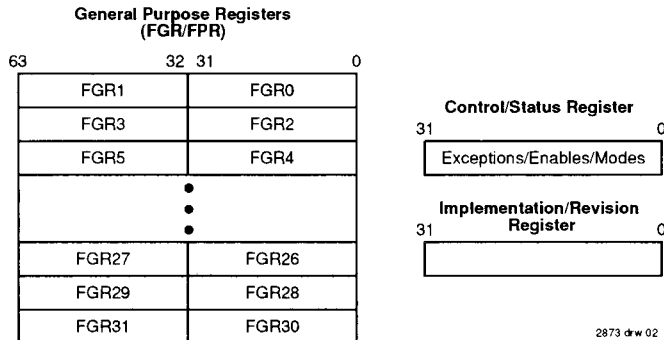 General Purpose Registers
(FGR/FPR)
63 32 31 0
FGR1 FGR0
FGR3 FGR2
FGR5 FGR4
FGR27 FGR26
FGR29 FGR28
FGR31 FGR30
Control/Status Register
31 0
Exceptions/Enables/Modes
Implementation/Revision
Register
31 0
2873 drw 02